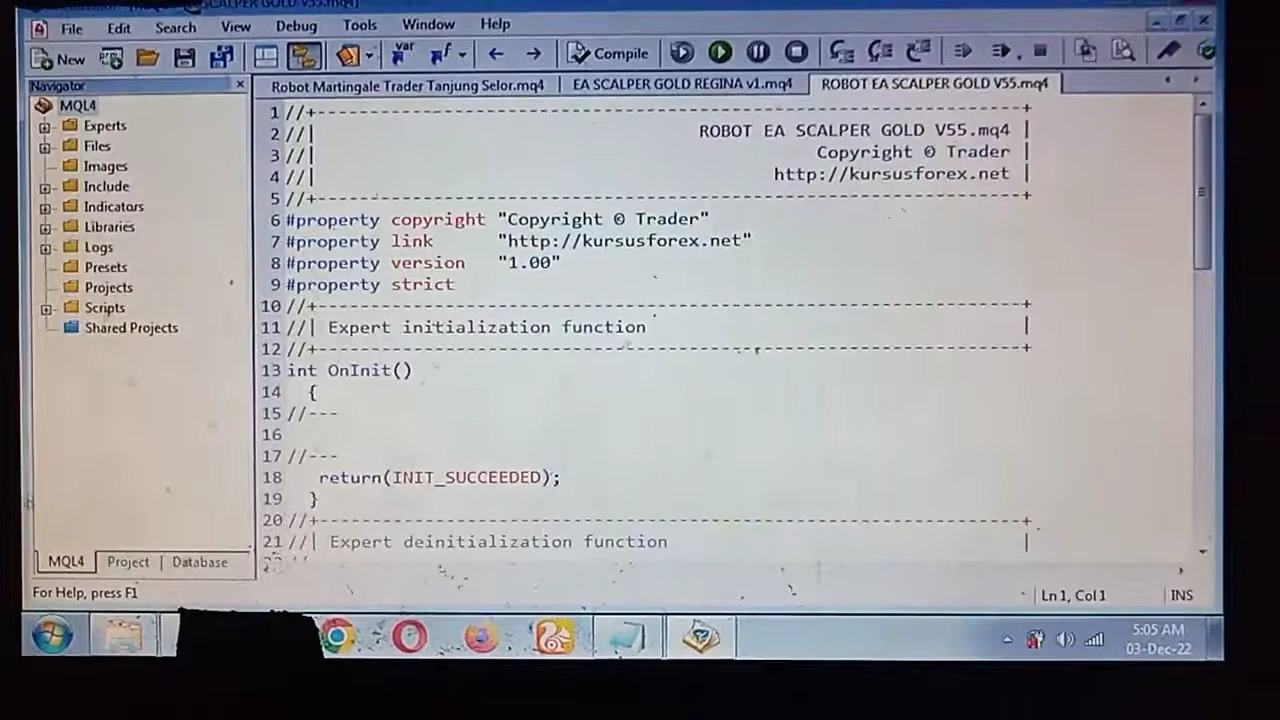 SCALPER GOLD V55.mq4]
File Edit Search View Debug Tools Window Help
New Compile
Navigator
Robot Martingale Trader Tanjung Selor.mq4 EA SCALPER GOLD REGINA v1.mq4 ROBOT EA SCALPER GOLD V55.mq4
MQL4
Experts
Files
Images
Include
Indicators
Libraries
Logs
Presets
Projects
Scripts
Shared Projects
1 //+------------------------------------------------------------------+
2 //| ROBOT EA SCALPER GOLD V55.mq4 |
3 //| Copyright © Trader |
4 //| http://kursusforex.net |
5 //+------------------------------------------------------------------+
6 #property copyright "Copyright © Trader"
7 #property link "http://kursusforex.net"
8 #property version "1.00"
9 #property strict
10 //+------------------------------------------------------------------+
11 //| Expert initialization function |
12 //+------------------------------------------------------------------+
13 int OnInit()
14 {
15 //---
16
17 //---
18 return(INIT_SUCCEEDED);
19 }
20 //+------------------------------------------------------------------+
21 //| Expert deinitialization function |
MQL4 Project Database
For Help, press F1 Ln 1, Col 1 INS
5:05 AM
03-Dec-22